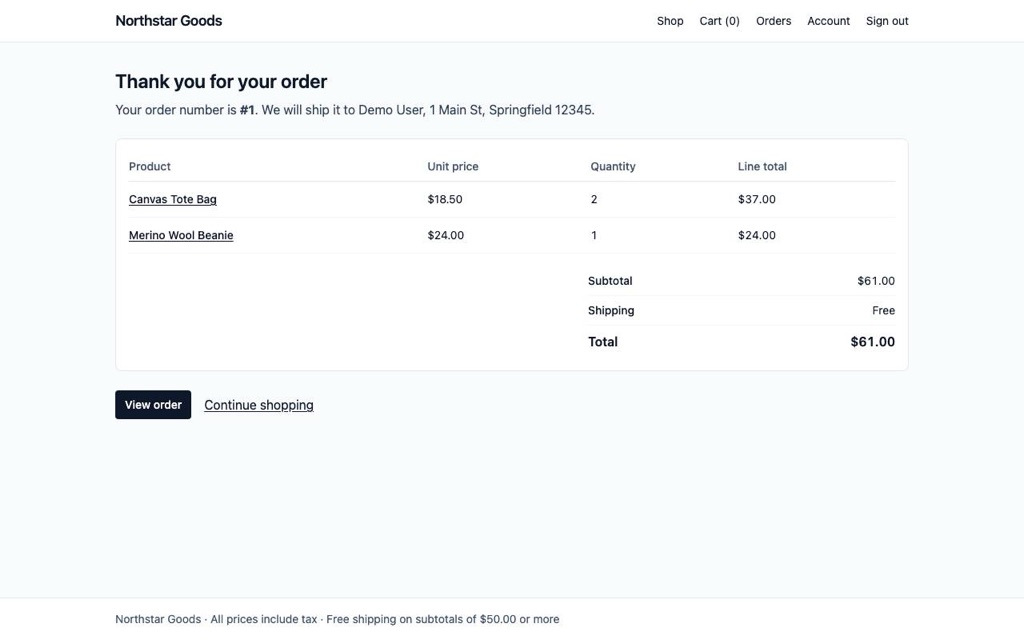 Northstar Goods
Shop Cart (0) Orders Account Sign out
Thank you for your order
Your order number is #1. We will ship it to Demo User, 1 Main St, Springfield 12345.
Product Unit price Quantity Line total
Canvas Tote Bag $18.50 2 $37.00
Merino Wool Beanie $24.00 1 $24.00
Subtotal $61.00
Shipping Free
Total $61.00
View order Continue shopping
Northstar Goods · All prices include tax · Free shipping on subtotals of $50.00 or more